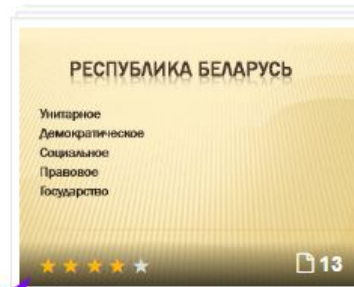 РЕСПУБЛИКА БЕЛАРУСЬ
Унитарное
Демократическое
Социальное
Правовое
Государство
13